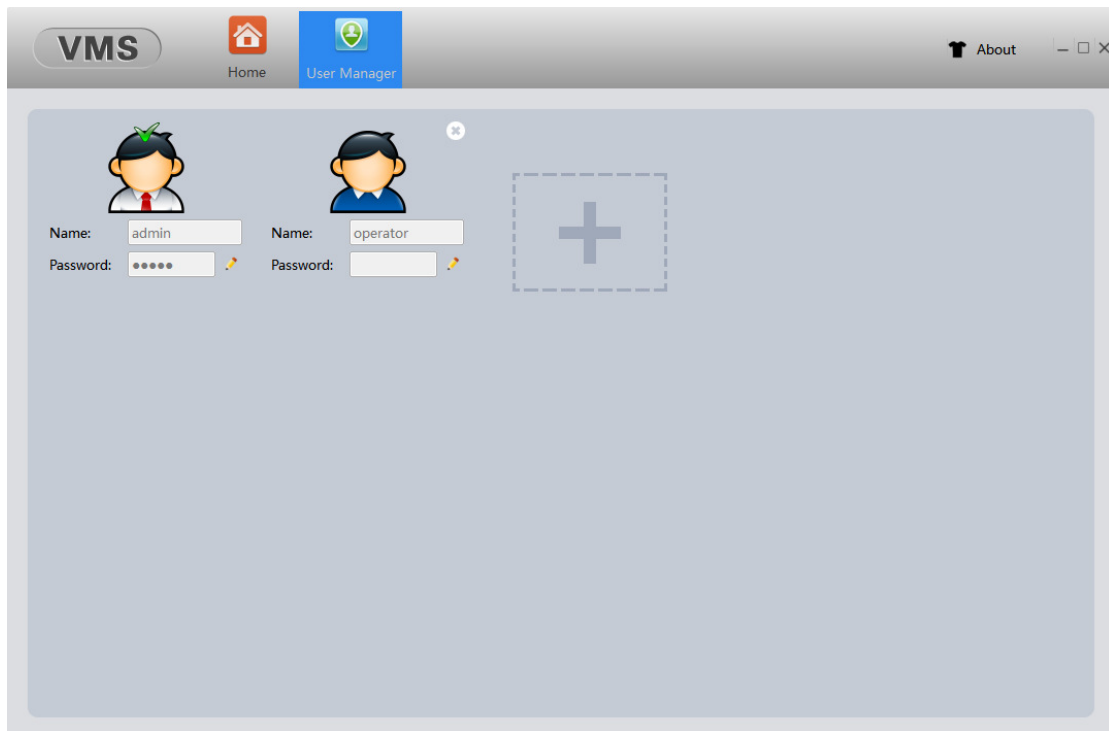 VMS
Home
User Manager
About
Name: admin
Password: •••••
Name: operator
Password: